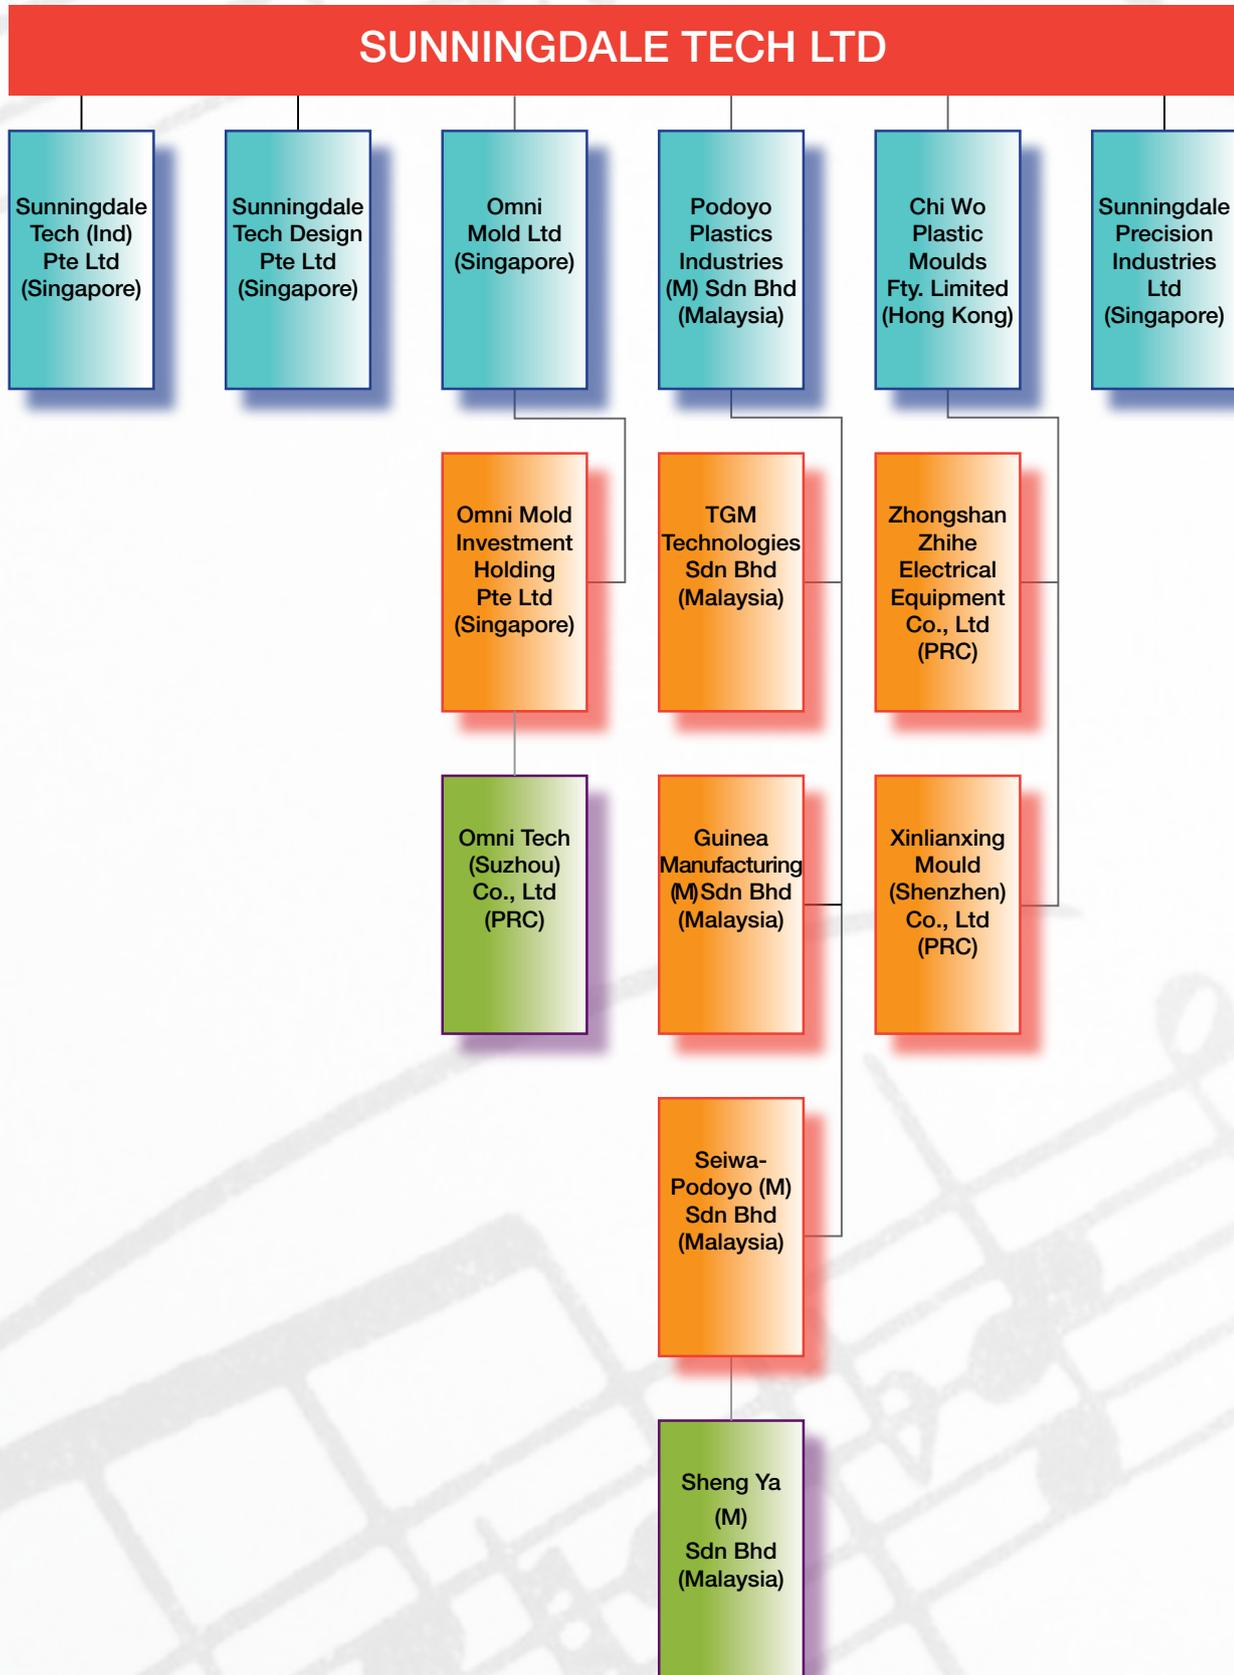 SUNNINGDALE TECH LTD
Sunningdale
Tech (Ind)
Pte Ltd
(Singapore)
Sunningdale
Tech Design
Pte Ltd
(Singapore)
Omni
Mold Ltd
(Singapore)
Podoyo
Plastics
Industries
(M) Sdn Bhd
(Malaysia)
Chi Wo
Plastic
Moulds
Fty. Limited
(Hong Kong)
Sunningdale
Precision
Industries
Ltd
(Singapore)
Omni Mold
Investment
Holding
Pte Ltd
(Singapore)
TGM
Technologies
Sdn Bhd
(Malaysia)
Zhongshan
Zhihe
Electrical
Equipment
Co., Ltd
(PRC)
Omni Tech
(Suzhou)
Co., Ltd
(PRC)
Guinea
Manufacturing
(M) Sdn Bhd
(Malaysia)
Xinlianxing
Mould
(Shenzhen)
Co., Ltd
(PRC)
Seiwa-
Podoyo (M)
Sdn Bhd
(Malaysia)
Sheng Ya
(M)
Sdn Bhd
(Malaysia)